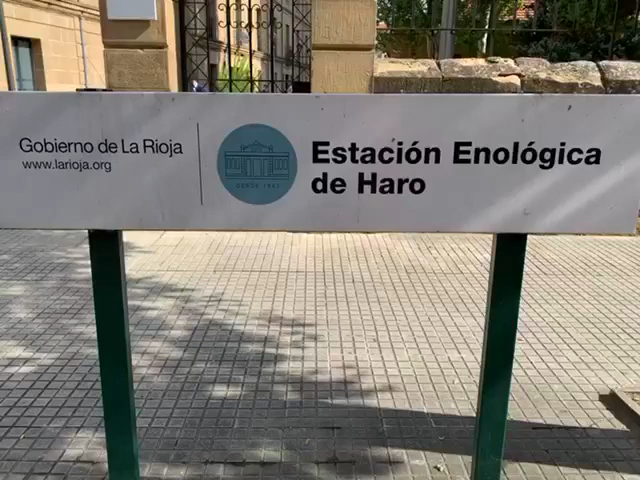 Gobierno de La Rioja
www.larioja.org
Estación Enológica
de Haro